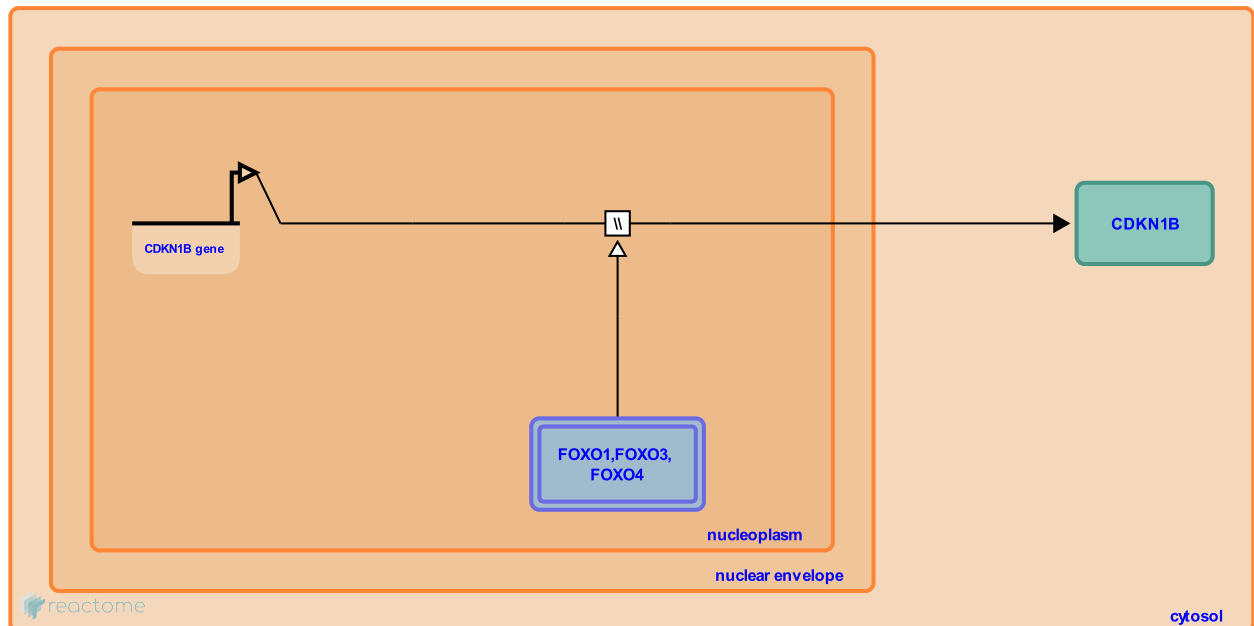 CDKN1B gene
\\
CDKN1B
FOXO1,FOXO3,
FOXO4
nucleoplasm
nuclear envelope
reactome
cytosol